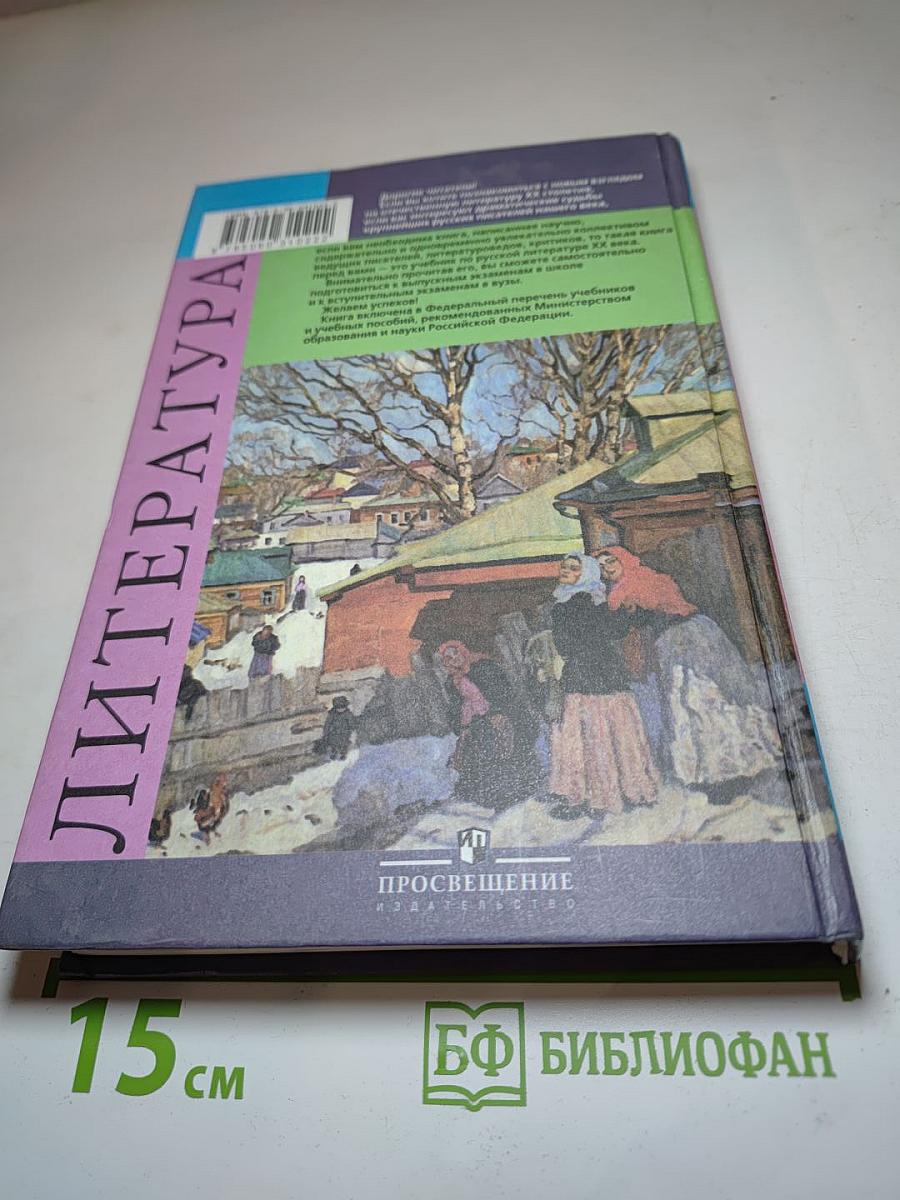 Дорогие читатели!
Если вы хотите познакомиться с новым взглядом
на отечественную литературу XX столетия,
если вас интересуют драматические судьбы
крупнейших русских писателей нашего века,
если вам необходима книга, написанная научно,
содержательно и одновременно увлекательно коллективом
ведущих писателей, литературоведов, критиков, то такая книга
перед вами — это учебник по русской литературе XX века.
Внимательно прочитав его, вы сможете самостоятельно
подготовиться к выпускным экзаменам в школе
и к вступительным экзаменам в вузы.
Желаем успехов!
Книга включена в Федеральный перечень учебников
и учебных пособий, рекомендованных Министерством
образования и науки Российской Федерации.
ЛИТЕРАТУРА
ИП
ПРОСВЕЩЕНИЕ
ИЗДАТЕЛЬСТВО
15 см
БФ БИБЛИОФАН